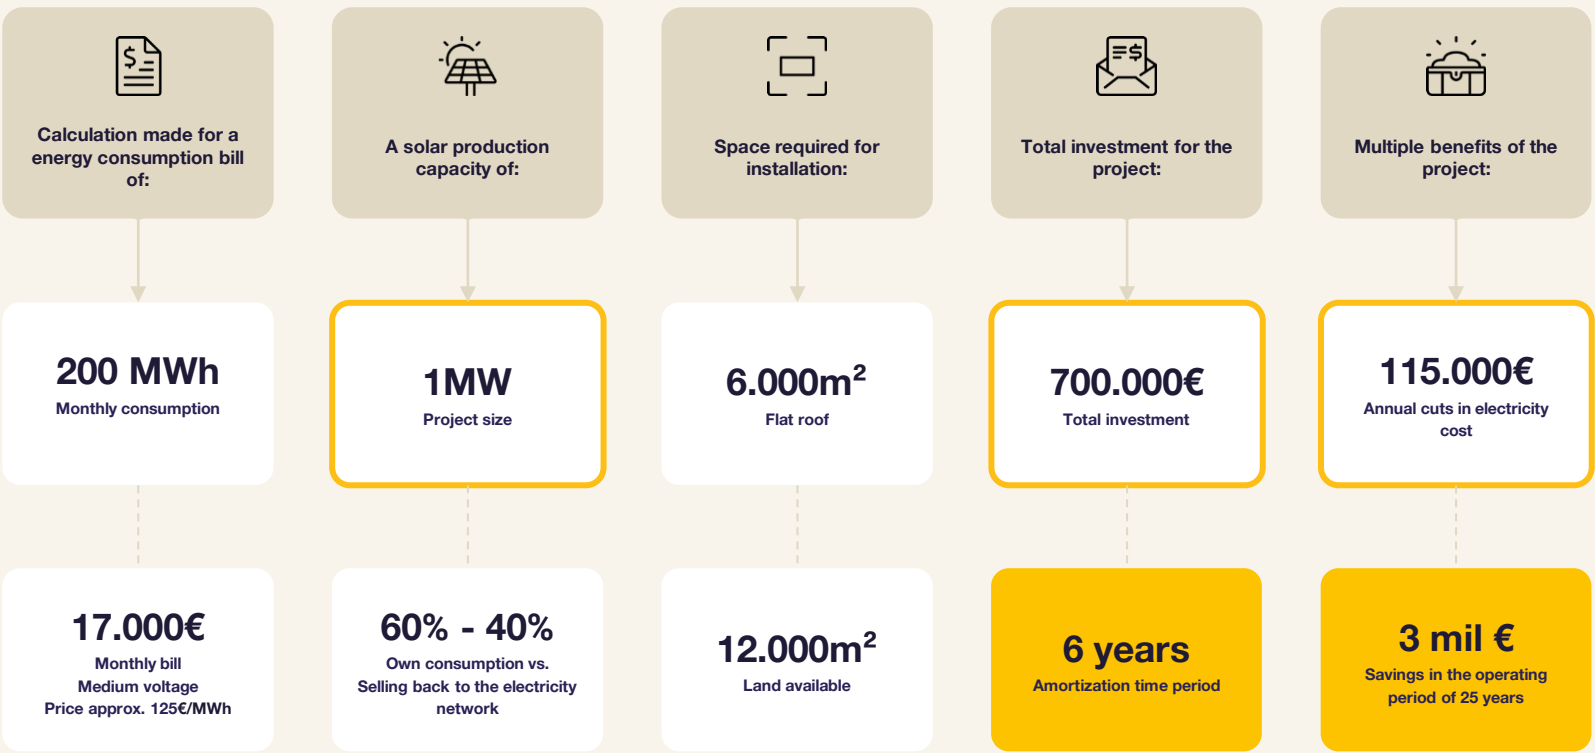 Calculation made for a
energy consumption bill
of:
A solar production
capacity of:
Space required for
installation:
Total investment for the
project:
Multiple benefits of the
project:
200 MWh
Monthly consumption
1MW
Project size
6.000m²
Flat roof
700.000€
Total investment
115.000€
Annual cuts in electricity
cost
17.000€
Monthly bill
Medium voltage
Price approx. 125€/MWh
60% - 40%
Own consumption vs.
Selling back to the electricity
network
12.000m²
Land available
6 years
Amortization time period
3 mil €
Savings in the operating
period of 25 years